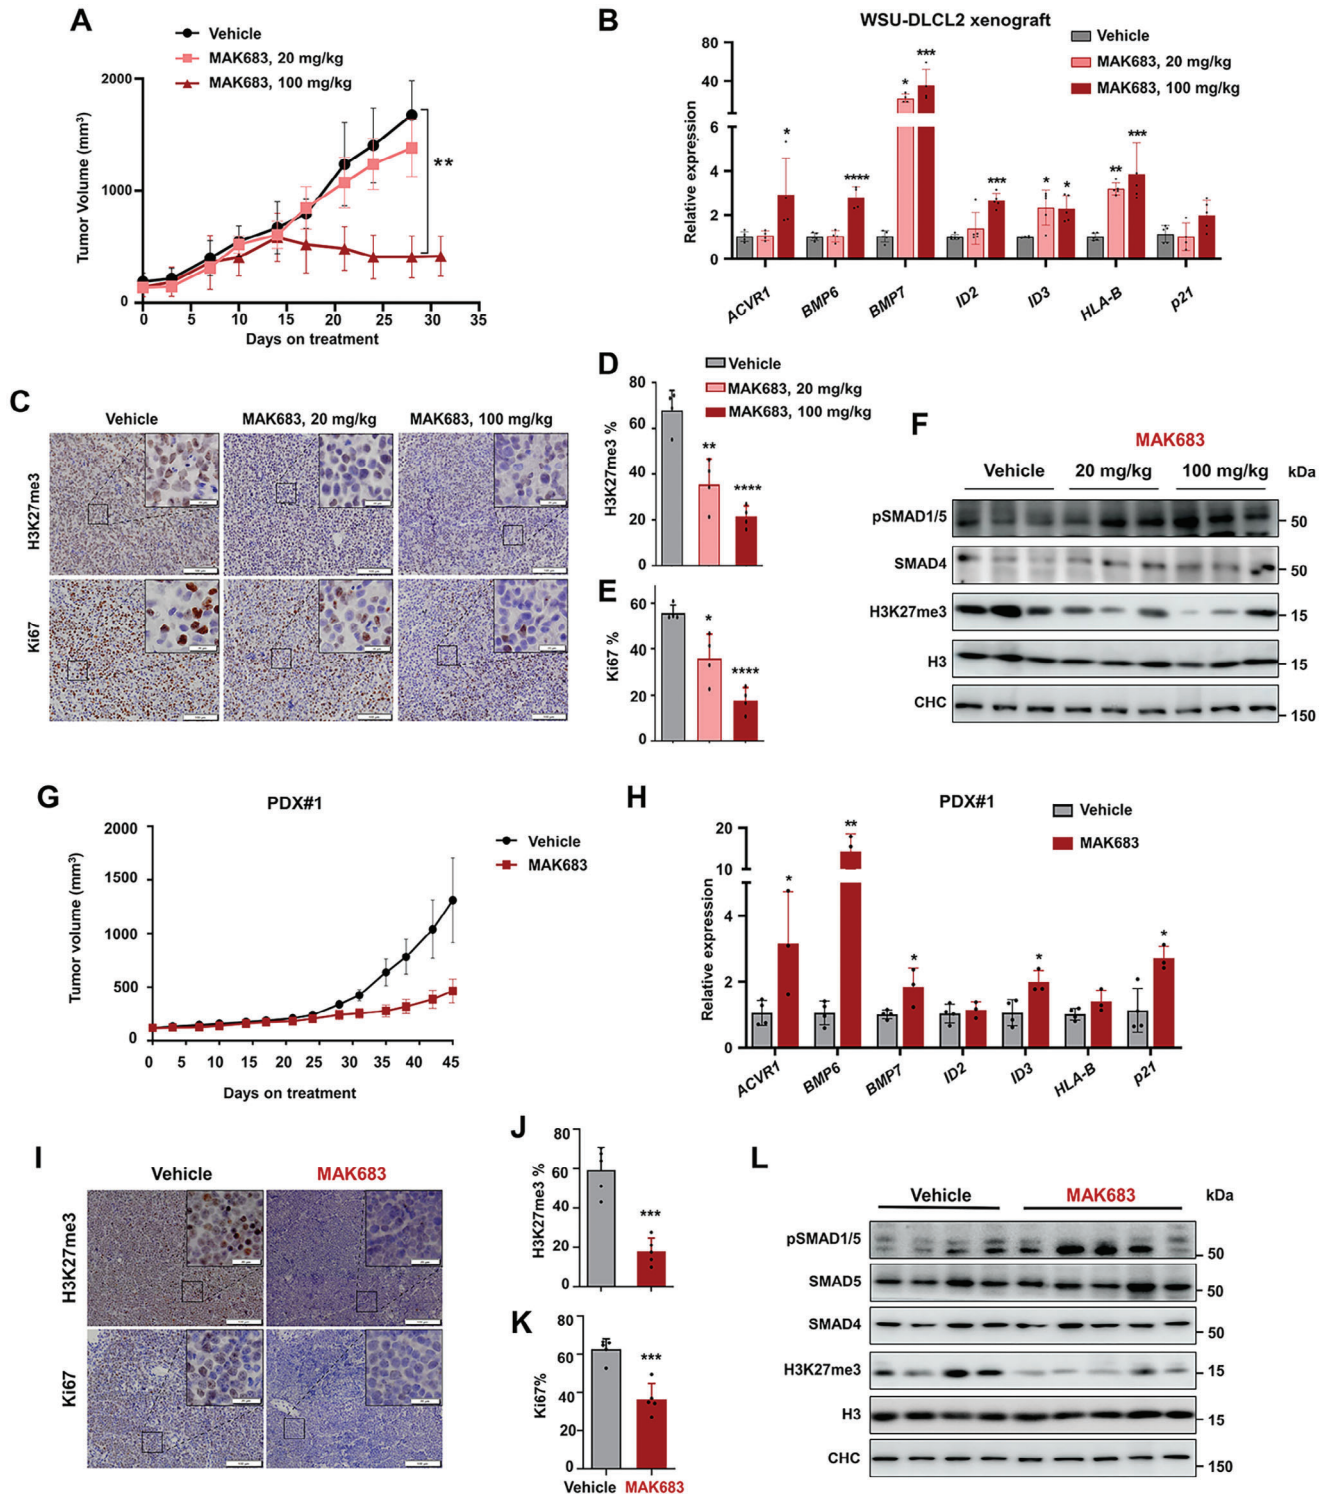 A
Vehicle
MAK683, 20 mg/kg
MAK683, 100 mg/kg
Tumor Volume (mm³)
2000
1000
0
**
0 5 10 15 20 25 30 35
Days on treatment
B
WSU-DLCL2 xenograft
Vehicle
MAK683, 20 mg/kg
MAK683, 100 mg/kg
Relative expression
80
40
6
4
2
0
* **** * *** *** * * ** ***
ACVR1 BMP6 BMP7 ID2 ID3 HLA-B p21
C
Vehicle MAK683, 20 mg/kg MAK683, 100 mg/kg
H3K27me3
Ki67
D
Vehicle
MAK683, 20 mg/kg
MAK683, 100 mg/kg
H3K27me3 %
80
60
40
20
0
** ****
E
Ki67 %
60
40
20
0
* ****
F
MAK683
Vehicle 20 mg/kg 100 mg/kg kDa
pSMAD1/5 50
SMAD4 50
H3K27me3 15
H3 15
CHC 150
G
PDX#1
Vehicle
MAK683
Tumor volume (mm³)
2000
1500
1000
500
0
0 5 10 15 20 25 30 35 40 45
Days on treatment
H
PDX#1
Vehicle
MAK683
Relative expression
20
10
4
2
0
* ** * * *
ACVR1 BMP6 BMP7 ID2 ID3 HLA-B p21
I
Vehicle MAK683
H3K27me3
Ki67
J
H3K27me3 %
80
60
40
20
0
***
K
Ki67%
80
60
40
20
0
***
Vehicle MAK683
L
Vehicle MAK683 kDa
pSMAD1/5 50
SMAD5 50
SMAD4 50
H3K27me3 15
H3 15
CHC 150